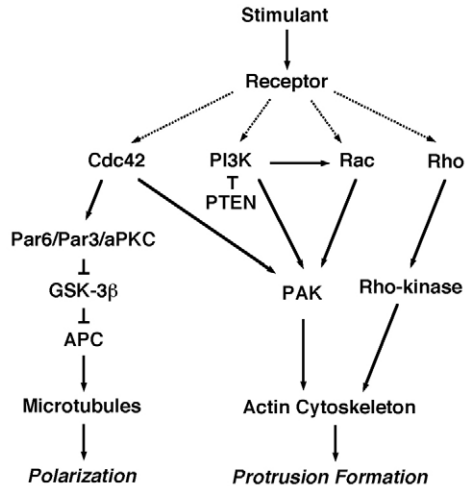 Stimulant
Receptor
Cdc42 PI3K Rac Rho
PTEN
Par6/Par3/aPKC
GSK-3β PAK Rho-kinase
APC
Microtubules Actin Cytoskeleton
Polarization Protrusion Formation